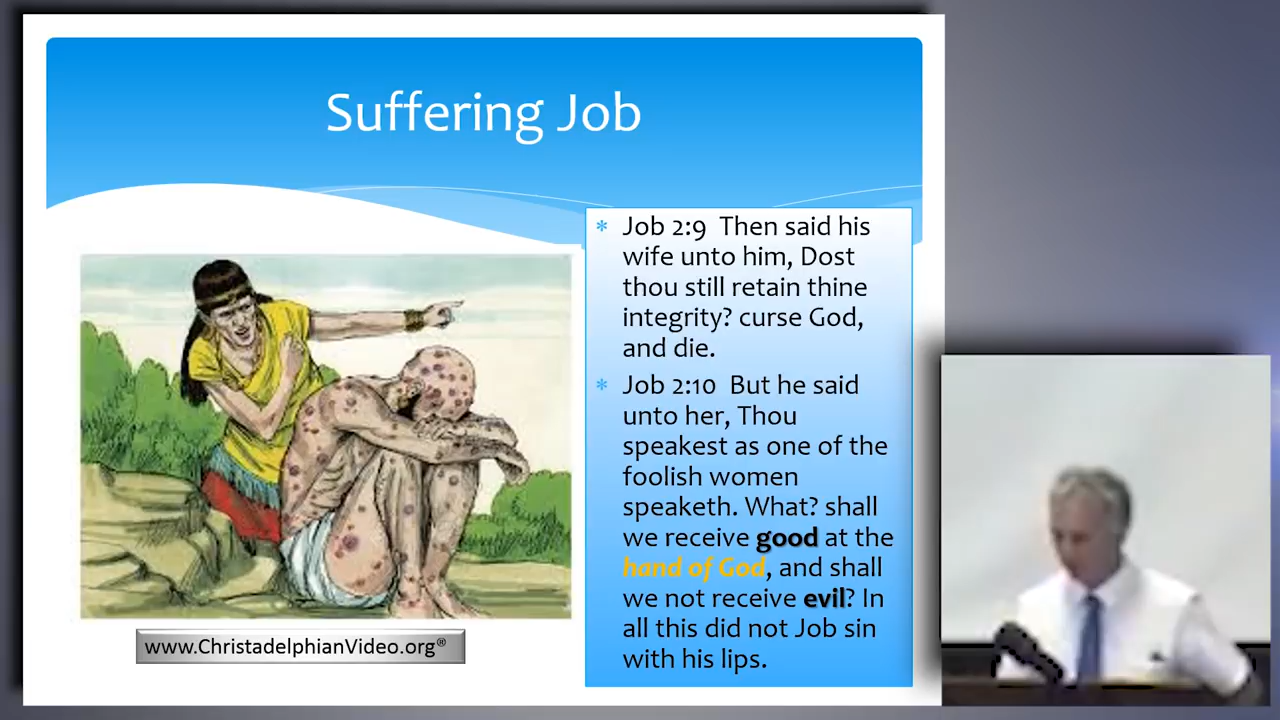 Suffering Job
* Job 2:9 Then said his
wife unto him, Dost
thou still retain thine
integrity? curse God,
and die.
* Job 2:10 But he said
unto her, Thou
speakest as one of the
foolish women
speaketh. What? shall
we receive good at the
hand of God, and shall
we not receive evil? In
all this did not Job sin
with his lips.
www.ChristadelphianVideo.org®